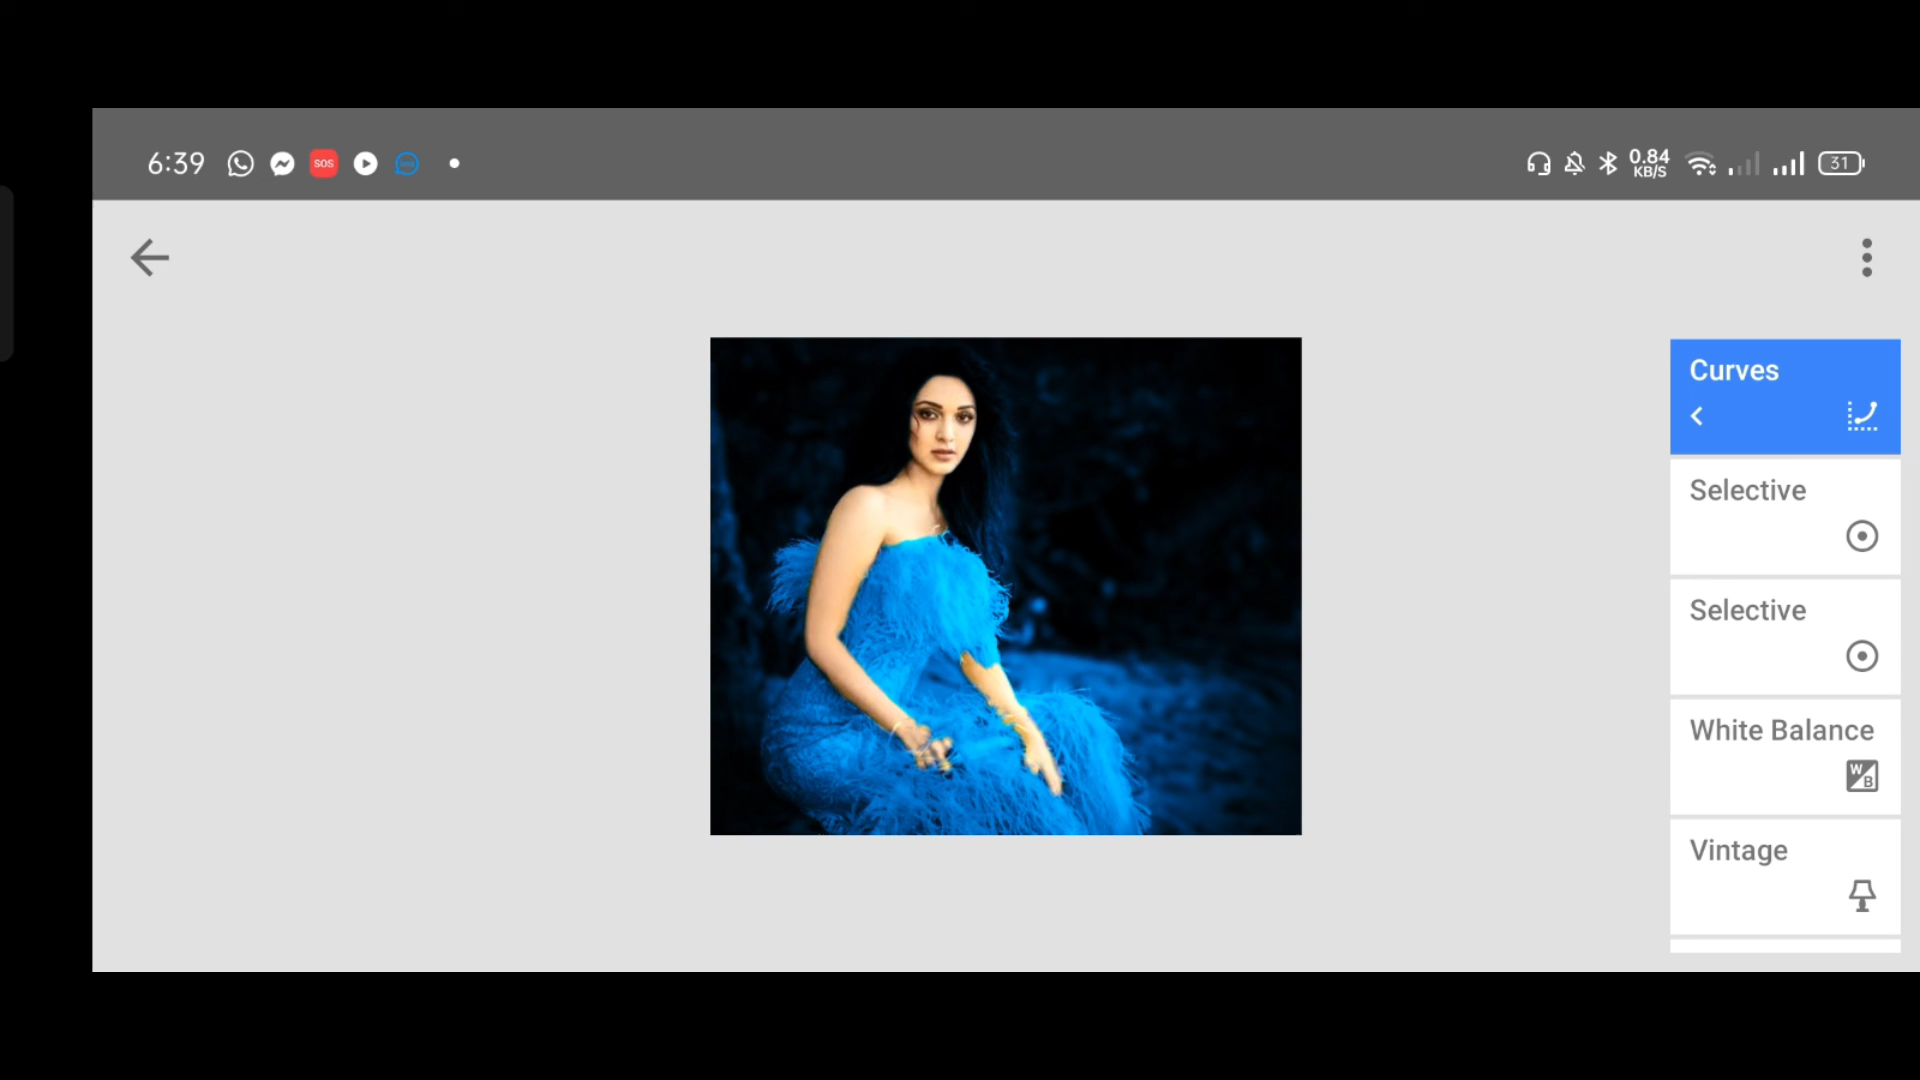 6:39 SOS 0.84 KB/S 31
Curves
Selective
Selective
White Balance
W B
Vintage